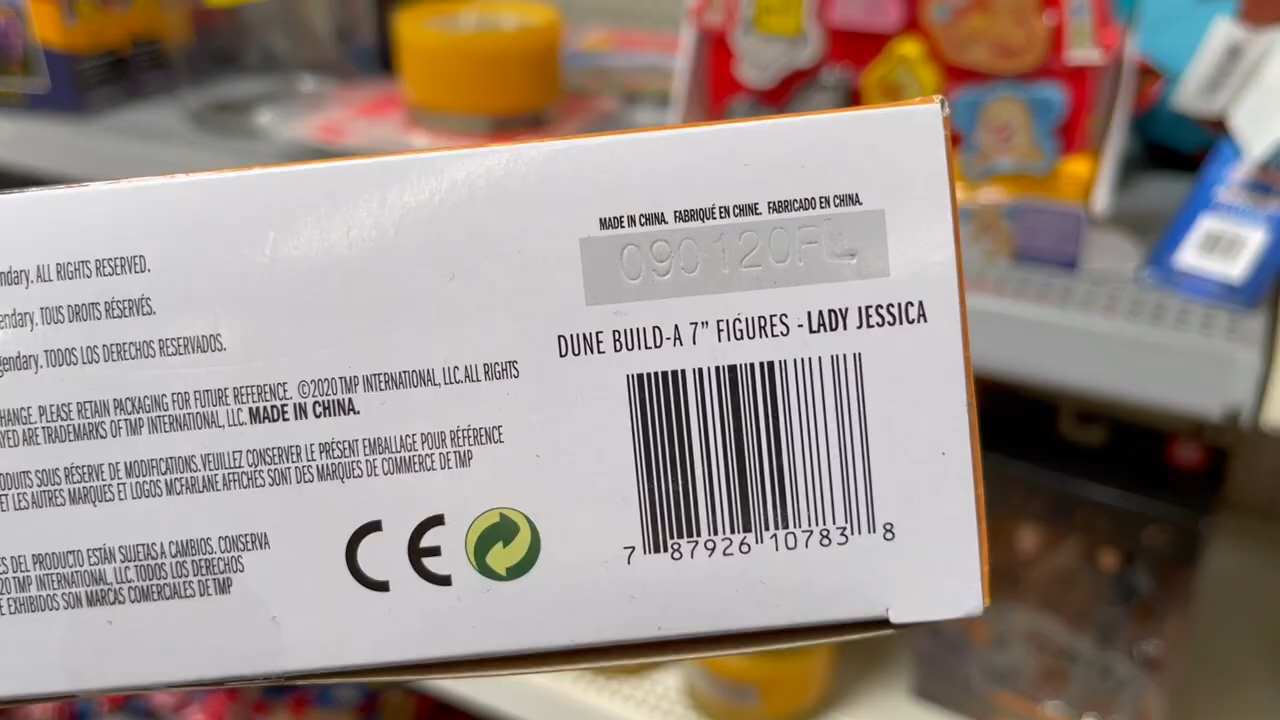 ndary. ALL RIGHTS RESERVED.
endary. TOUS DROITS RÉSERVÉS.
gendary. TODOS LOS DERECHOS RESERVADOS.
HANGE. PLEASE RETAIN PACKAGING FOR FUTURE REFERENCE. ©2020 TMP INTERNATIONAL, LLC. ALL RIGHTS
YED ARE TRADEMARKS OF TMP INTERNATIONAL, LLC. MADE IN CHINA.
ODUITS SOUS RÉSERVE DE MODIFICATIONS. VEUILLEZ CONSERVER LE PRÉSENT EMBALLAGE POUR RÉFÉRENCE
ET LES AUTRES MARQUES ET LOGOS MCFARLANE AFFICHÉS SONT DES MARQUES DE COMMERCE DE TMP
ES DEL PRODUCTO ESTÁN SUJETAS A CAMBIOS. CONSERVA
20 TMP INTERNATIONAL, LLC. TODOS LOS DERECHOS
E EXHIBIDOS SON MARCAS COMERCIALES DE TMP
CE
MADE IN CHINA. FABRIQUÉ EN CHINE. FABRICADO EN CHINA.
090120FL
DUNE BUILD-A 7” FIGURES - LADY JESSICA
7 87926 10783 8